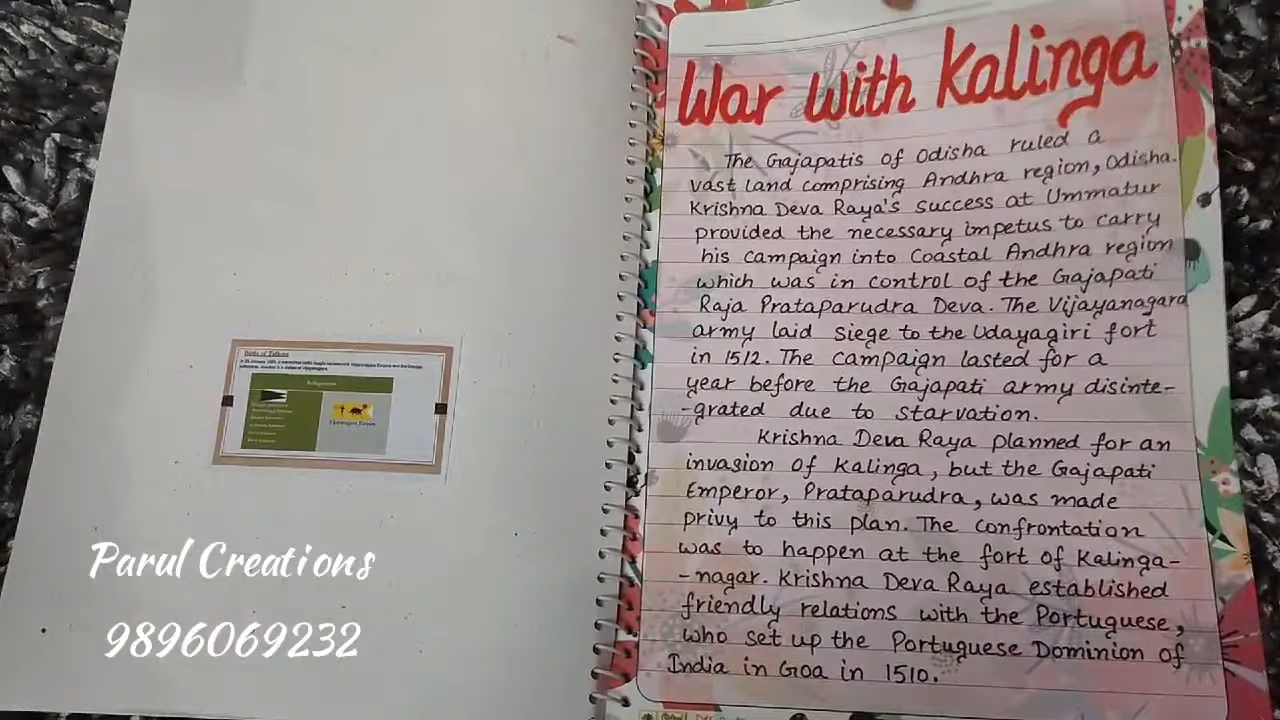 Battle of Talikota
Vijayanagara Empire
Parul Creations
9896069232
War with Kalinga
The Gajapatis of Odisha ruled a
vast land comprising Andhra region, Odisha.
Krishna Deva Raya's success at Ummatur
provided the necessary impetus to carry
his campaign into Coastal Andhra region
which was in control of the Gajapati
Raja Prataparudra Deva. The Vijayanagara
army laid siege to the Udayagiri fort
in 1512. The campaign lasted for a
year before the Gajapati army disinte-
-grated due to starvation.
Krishna Deva Raya planned for an
invasion of Kalinga, but the Gajapati
Emperor, Prataparudra, was made
privy to this plan. The confrontation
was to happen at the fort of Kalinga-
-nagar. Krishna Deva Raya established
friendly relations with the Portuguese,
who set up the Portuguese Dominion of
India in Goa in 1510.